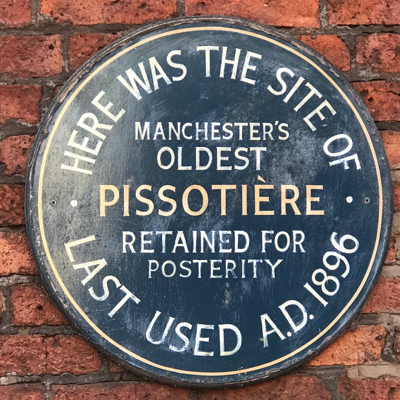 HERE WAS THE SITE OF
MANCHESTER'S
OLDEST
PISSOTIÈRE
RETAINED FOR
POSTERITY
LAST USED A.D. 1896